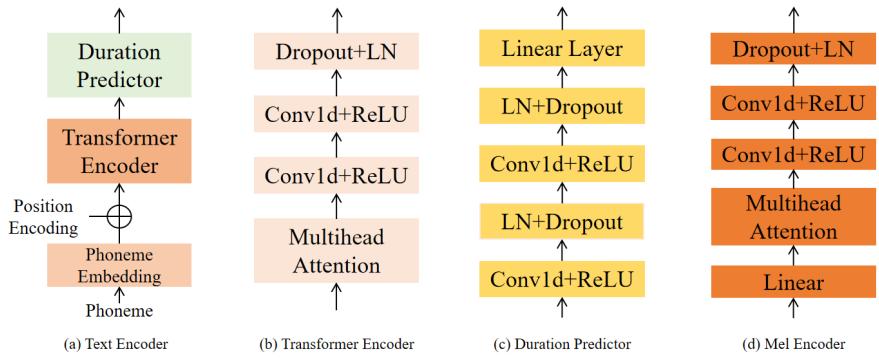 Duration
Predictor
Transformer
Encoder
Position
Encoding
Phoneme
Embedding
Phoneme
(a) Text Encoder
Dropout+LN
Conv1d+ReLU
Conv1d+ReLU
Multihead
Attention
(b) Transformer Encoder
Linear Layer
LN+Dropout
Conv1d+ReLU
LN+Dropout
Conv1d+ReLU
(c) Duration Predictor
Dropout+LN
Conv1d+ReLU
Conv1d+ReLU
Multihead
Attention
Linear
(d) Mel Encoder